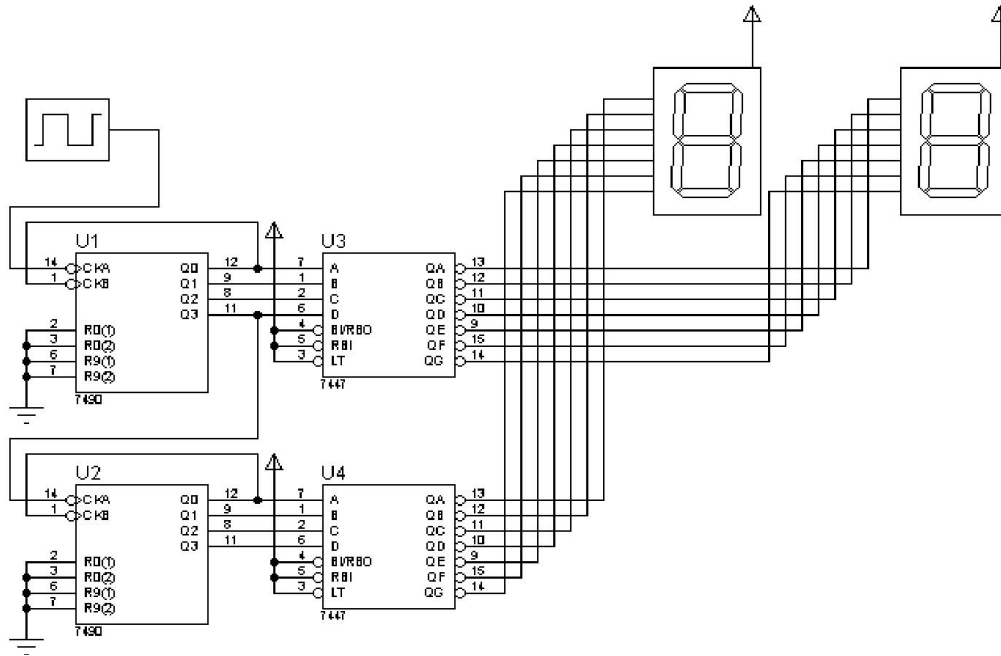 U1
14 CKA Q0 12
1 CKB Q1 9
Q2 8
Q3 11
2 R0(1)
3 R0(2)
6 R9(1)
7 R9(2)
7490
U3
7 A QA 13
1 B QB 12
2 C QC 11
6 D QD 10
4 BI/RBO QE 9
5 RBI QF 15
3 LT QG 14
7447
U2
14 CKA Q0 12
1 CKB Q1 9
Q2 8
Q3 11
2 R0(1)
3 R0(2)
6 R9(1)
7 R9(2)
7490
U4
7 A QA 13
1 B QB 12
2 C QC 11
6 D QD 10
4 BI/RBO QE 9
5 RBI QF 15
3 LT QG 14
7447